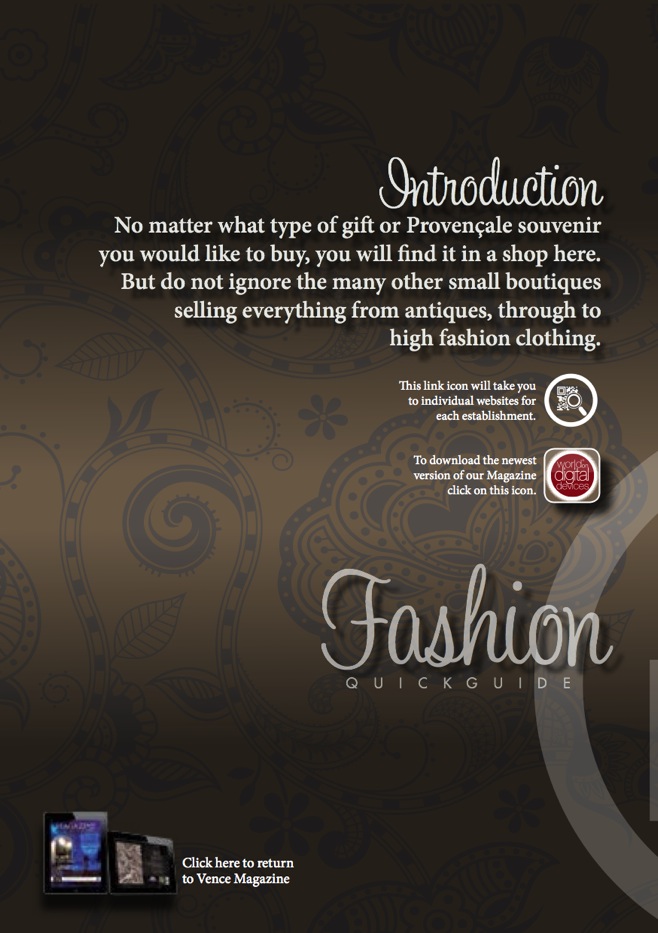 Introduction
No matter what type of gift or Provençale souvenir
you would like to buy, you will find it in a shop here.
But do not ignore the many other small boutiques
selling everything from antiques, through to
high fashion clothing.
This link icon will take you
to individual websites for
each establishment.
To download the newest
version of our Magazine
click on this icon.
world on
digital
devices
Fashion
QUICKGUIDE
Click here to return
to Vence Magazine